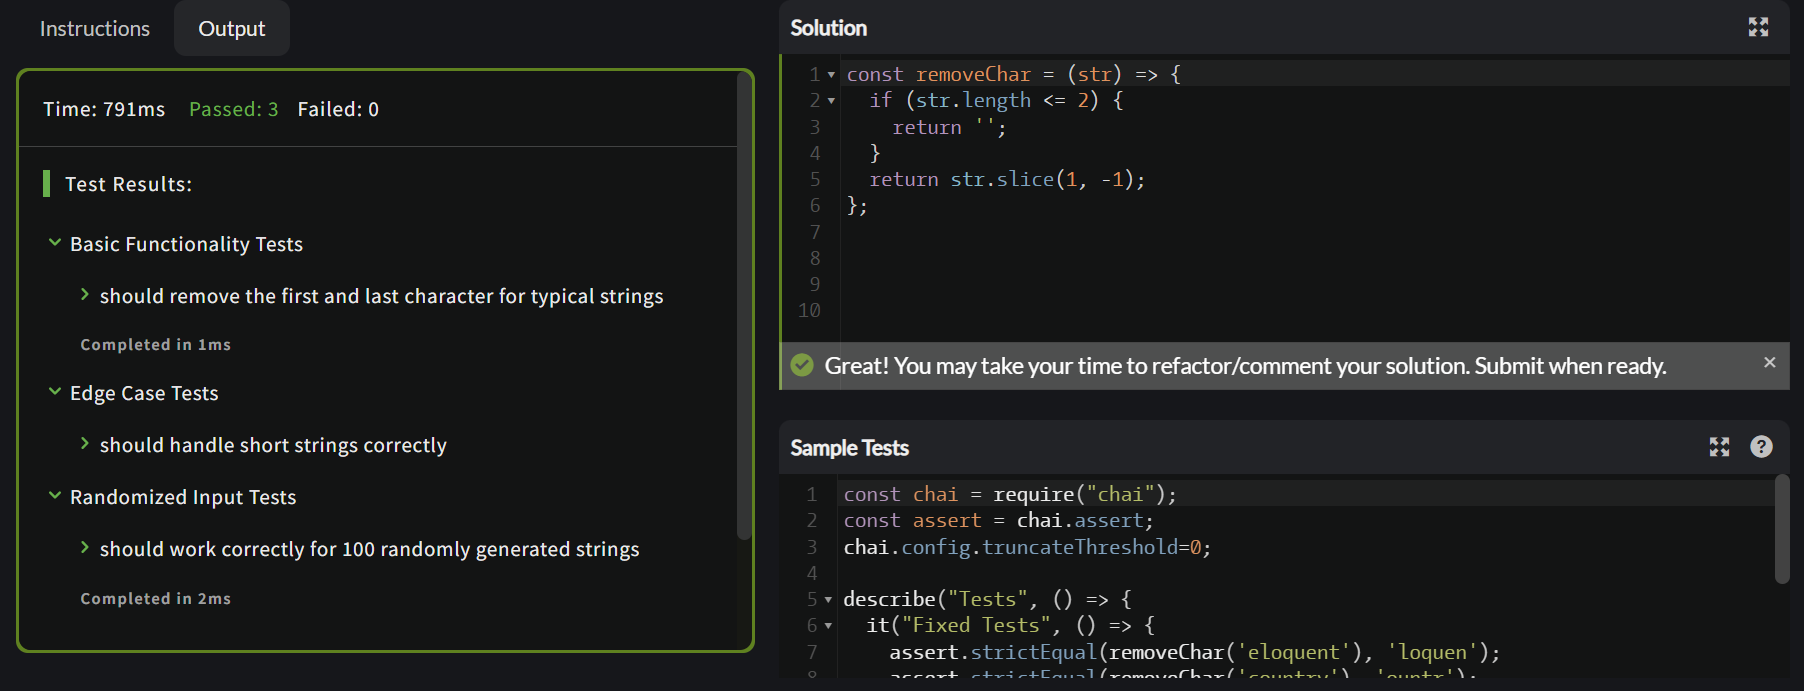 Instructions
Output
Time: 791ms Passed: 3 Failed: 0
Test Results:
Basic Functionality Tests
should remove the first and last character for typical strings
Completed in 1ms
Edge Case Tests
should handle short strings correctly
Randomized Input Tests
should work correctly for 100 randomly generated strings
Completed in 2ms
Solution
1 const removeChar = (str) => {
2   if (str.length <= 2) {
3     return '';
4   }
5   return str.slice(1, -1);
6 };
7
8
9
10
Great! You may take your time to refactor/comment your solution. Submit when ready.
Sample Tests
1 const chai = require("chai");
2 const assert = chai.assert;
3 chai.config.truncateThreshold=0;
4
5 describe("Tests", () => {
6   it("Fixed Tests", () => {
7     assert.strictEqual(removeChar('eloquent'), 'loquen');
8     assert.strictEqual(removeChar('country'), 'ountr');